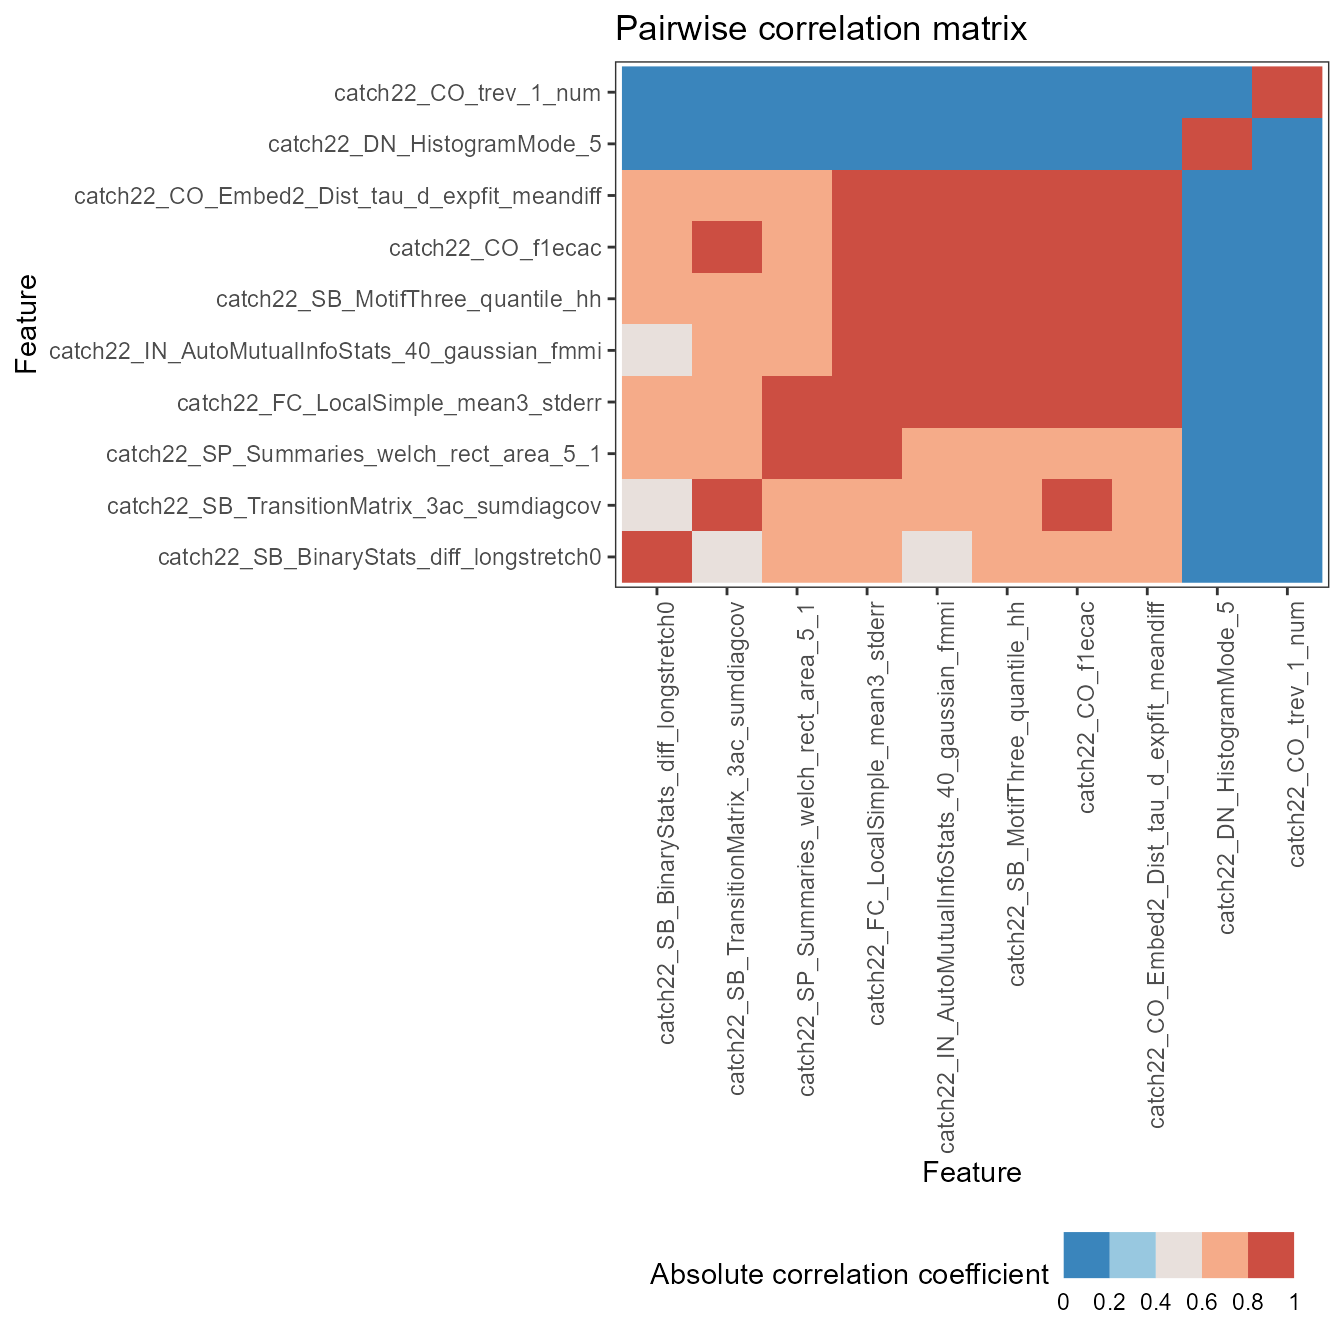 Pairwise correlation matrix
catch22_CO_trev_1_num
catch22_DN_HistogramMode_5
catch22_CO_Embed2_Dist_tau_d_expfit_meandiff
catch22_CO_f1ecac
catch22_SB_MotifThree_quantile_hh
catch22_IN_AutoMutualInfoStats_40_gaussian_fmmi
catch22_FC_LocalSimple_mean3_stderr
catch22_SP_Summaries_welch_rect_area_5_1
catch22_SB_TransitionMatrix_3ac_sumdiagcov
catch22_SB_BinaryStats_diff_longstretch0
Feature
catch22_SB_BinaryStats_diff_longstretch0
catch22_SB_TransitionMatrix_3ac_sumdiagcov
catch22_SP_Summaries_welch_rect_area_5_1
catch22_FC_LocalSimple_mean3_stderr
catch22_IN_AutoMutualInfoStats_40_gaussian_fmmi
catch22_SB_MotifThree_quantile_hh
catch22_CO_f1ecac
catch22_CO_Embed2_Dist_tau_d_expfit_meandiff
catch22_DN_HistogramMode_5
catch22_CO_trev_1_num
Feature
Absolute correlation coefficient
0 0.2 0.4 0.6 0.8 1